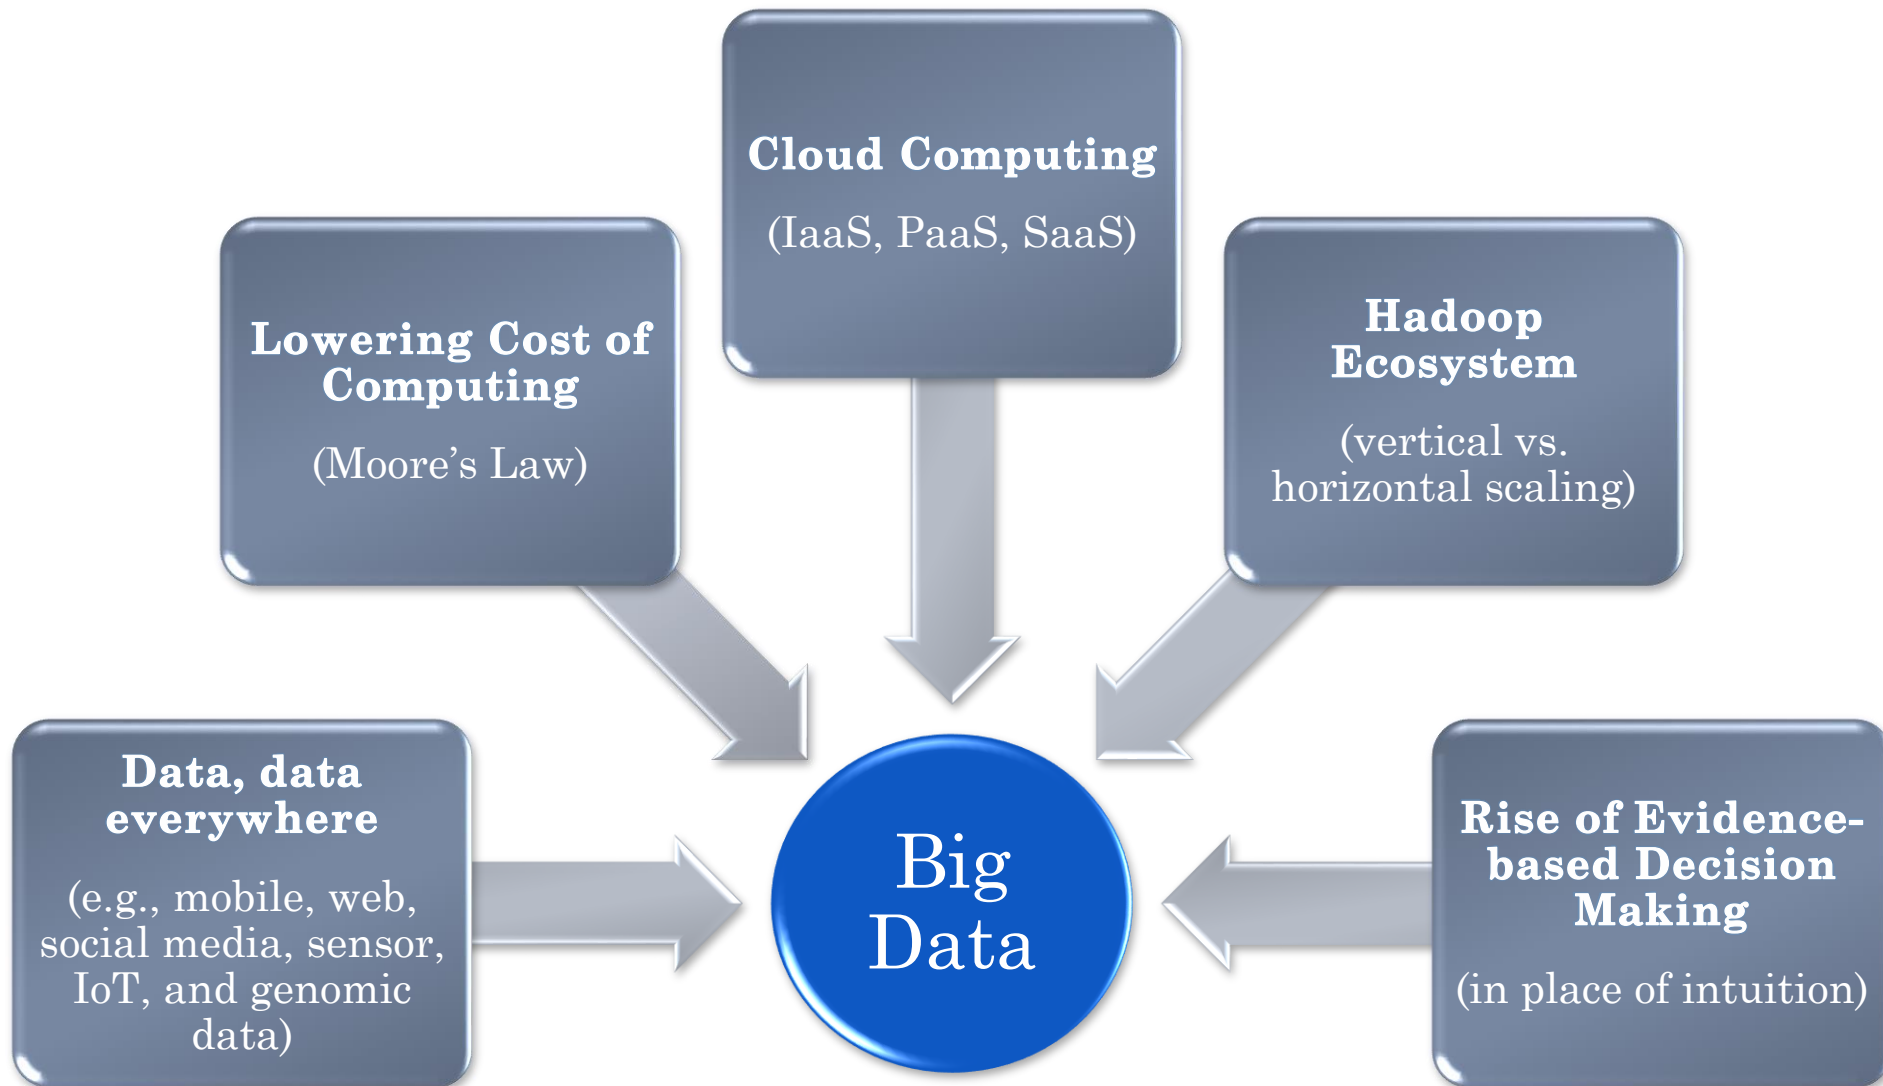 Cloud Computing
(IaaS, PaaS, SaaS)
Lowering Cost of
Computing
(Moore’s Law)
Hadoop
Ecosystem
(vertical vs.
horizontal scaling)
Data, data
everywhere
(e.g., mobile, web,
social media, sensor,
IoT, and genomic
data)
Big
Data
Rise of Evidence-
based Decision
Making
(in place of intuition)